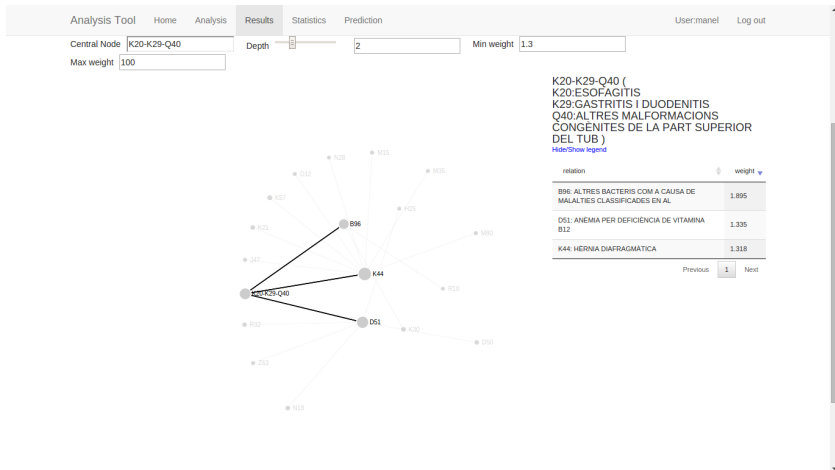 Analysis Tool Home Analysis Results Statistics Prediction User:manel Log out
Central Node K20-K29-Q40 Depth 2 Min weight 1.3
Max weight 100
K20-K29-Q40 (
K20:ESOFAGITIS
K29:GASTRITIS I DUODENITIS
Q40:ALTRES MALFORMACIONS
CONGÈNITES DE LA PART SUPERIOR
DEL TUB )
Hide/Show legend
relation weight
B96: ALTRES BACTERIS COM A CAUSA DE
MALALTIES CLASSIFICADES EN AL 1.895
D51: ANÈMIA PER DEFICIÈNCIA DE VITAMINA
B12 1.335
K44: HÈRNIA DIAFRAGMÀTICA 1.318
Previous 1 Next
N28
K57
K21
B96
K44
K20-K29-Q40
D51
N18